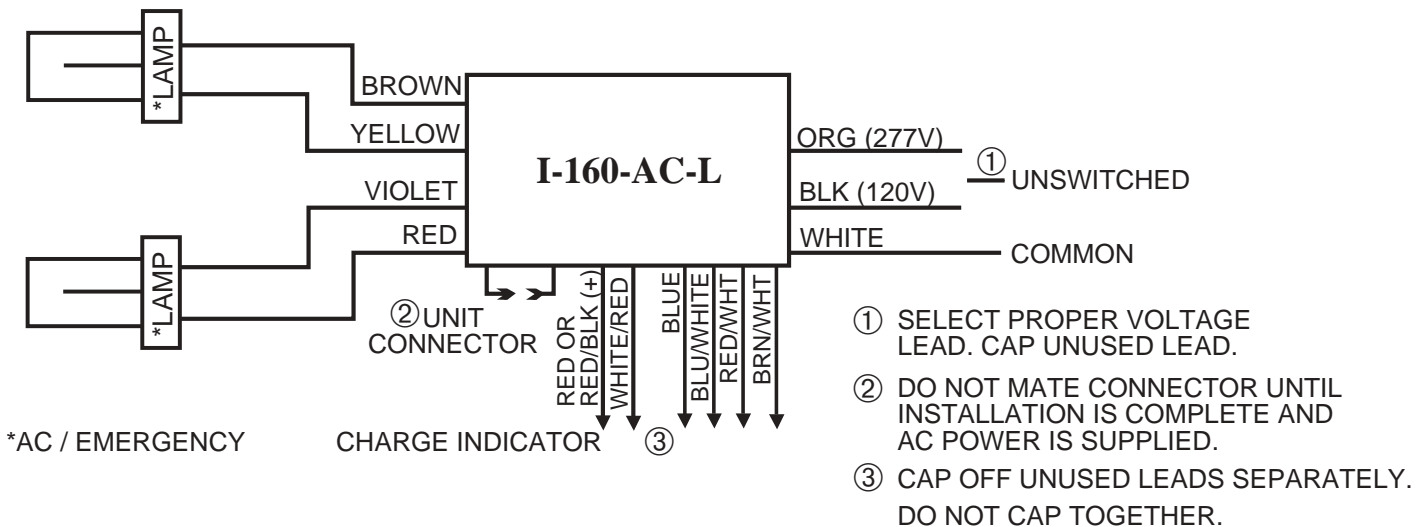 *LAMP
BROWN
YELLOW
VIOLET
RED
*LAMP
I-160-AC-L
ORG (277V)
① UNSWITCHED
BLK (120V)
WHITE
COMMON
② UNIT
CONNECTOR
RED OR
RED/BLK (+)
WHITE/RED
BLUE
BLU/WHITE
RED/WHT
BRN/WHT
*AC / EMERGENCY
CHARGE INDICATOR ③
① SELECT PROPER VOLTAGE
LEAD. CAP UNUSED LEAD.
② DO NOT MATE CONNECTOR UNTIL
INSTALLATION IS COMPLETE AND
AC POWER IS SUPPLIED.
③ CAP OFF UNUSED LEADS SEPARATELY.
DO NOT CAP TOGETHER.